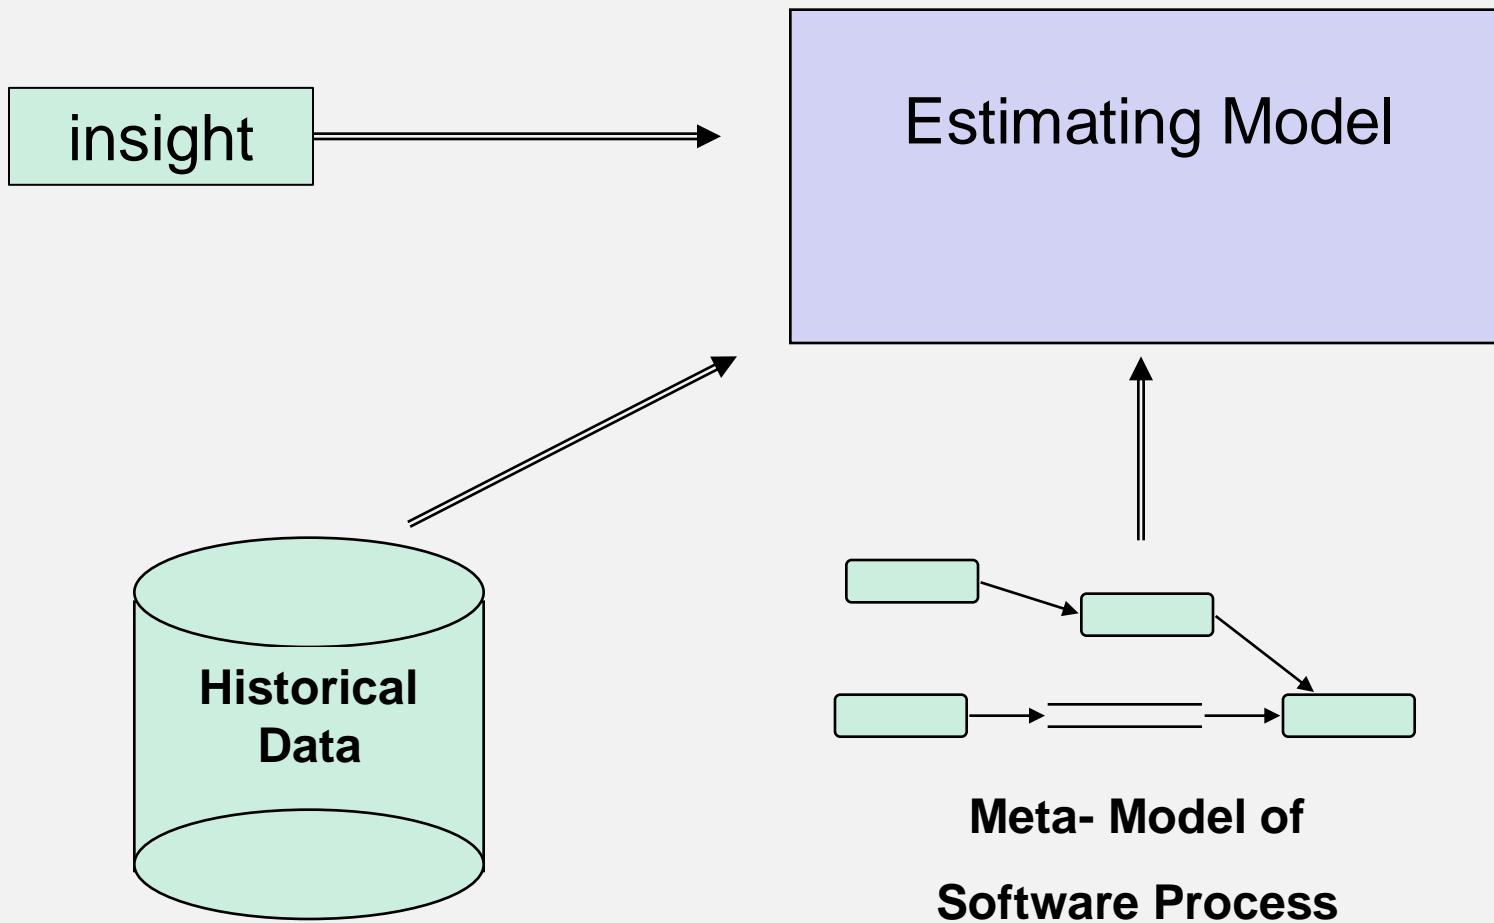 insight
Estimating Model
Historical
Data
Meta- Model of
Software Process